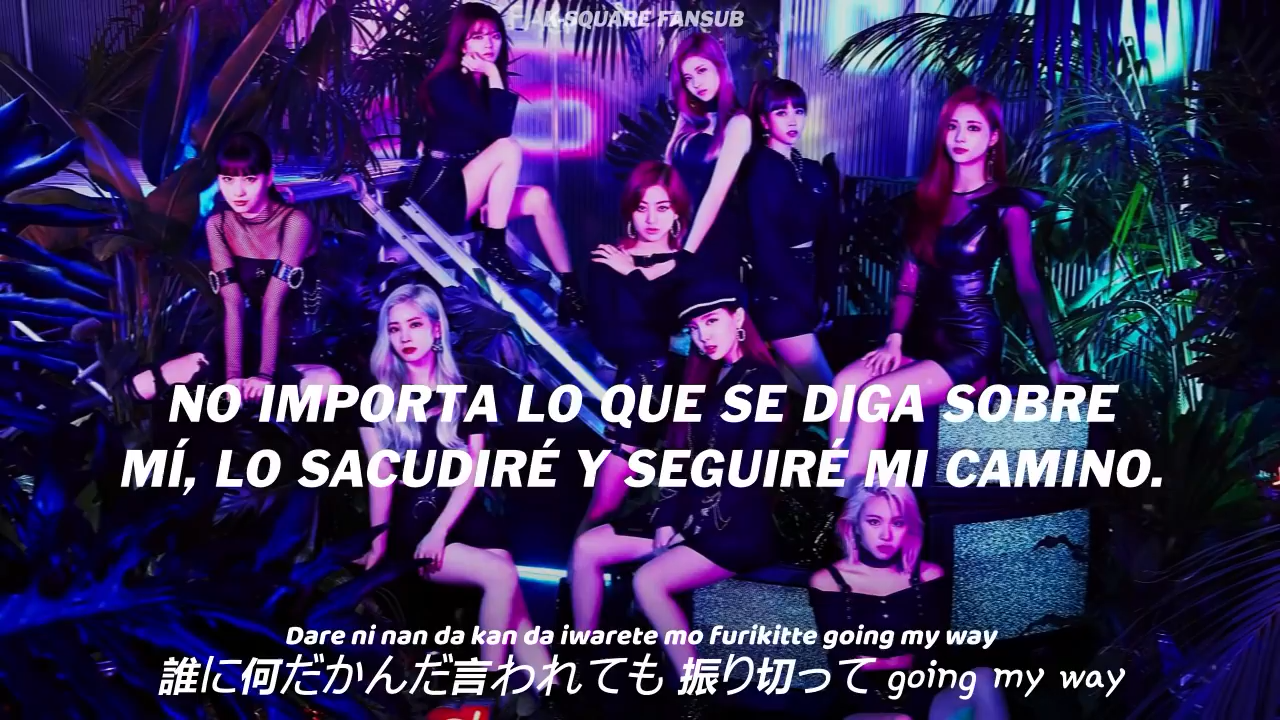 AK-SQUARE FANSUB
NO IMPORTA LO QUE SE DIGA SOBRE
MÍ, LO SACUDIRÉ Y SEGUIRÉ MI CAMINO.
Dare ni nan da kan da iwarete mo furikitte going my way
誰に何だかんだ言われても 振り切って going my way